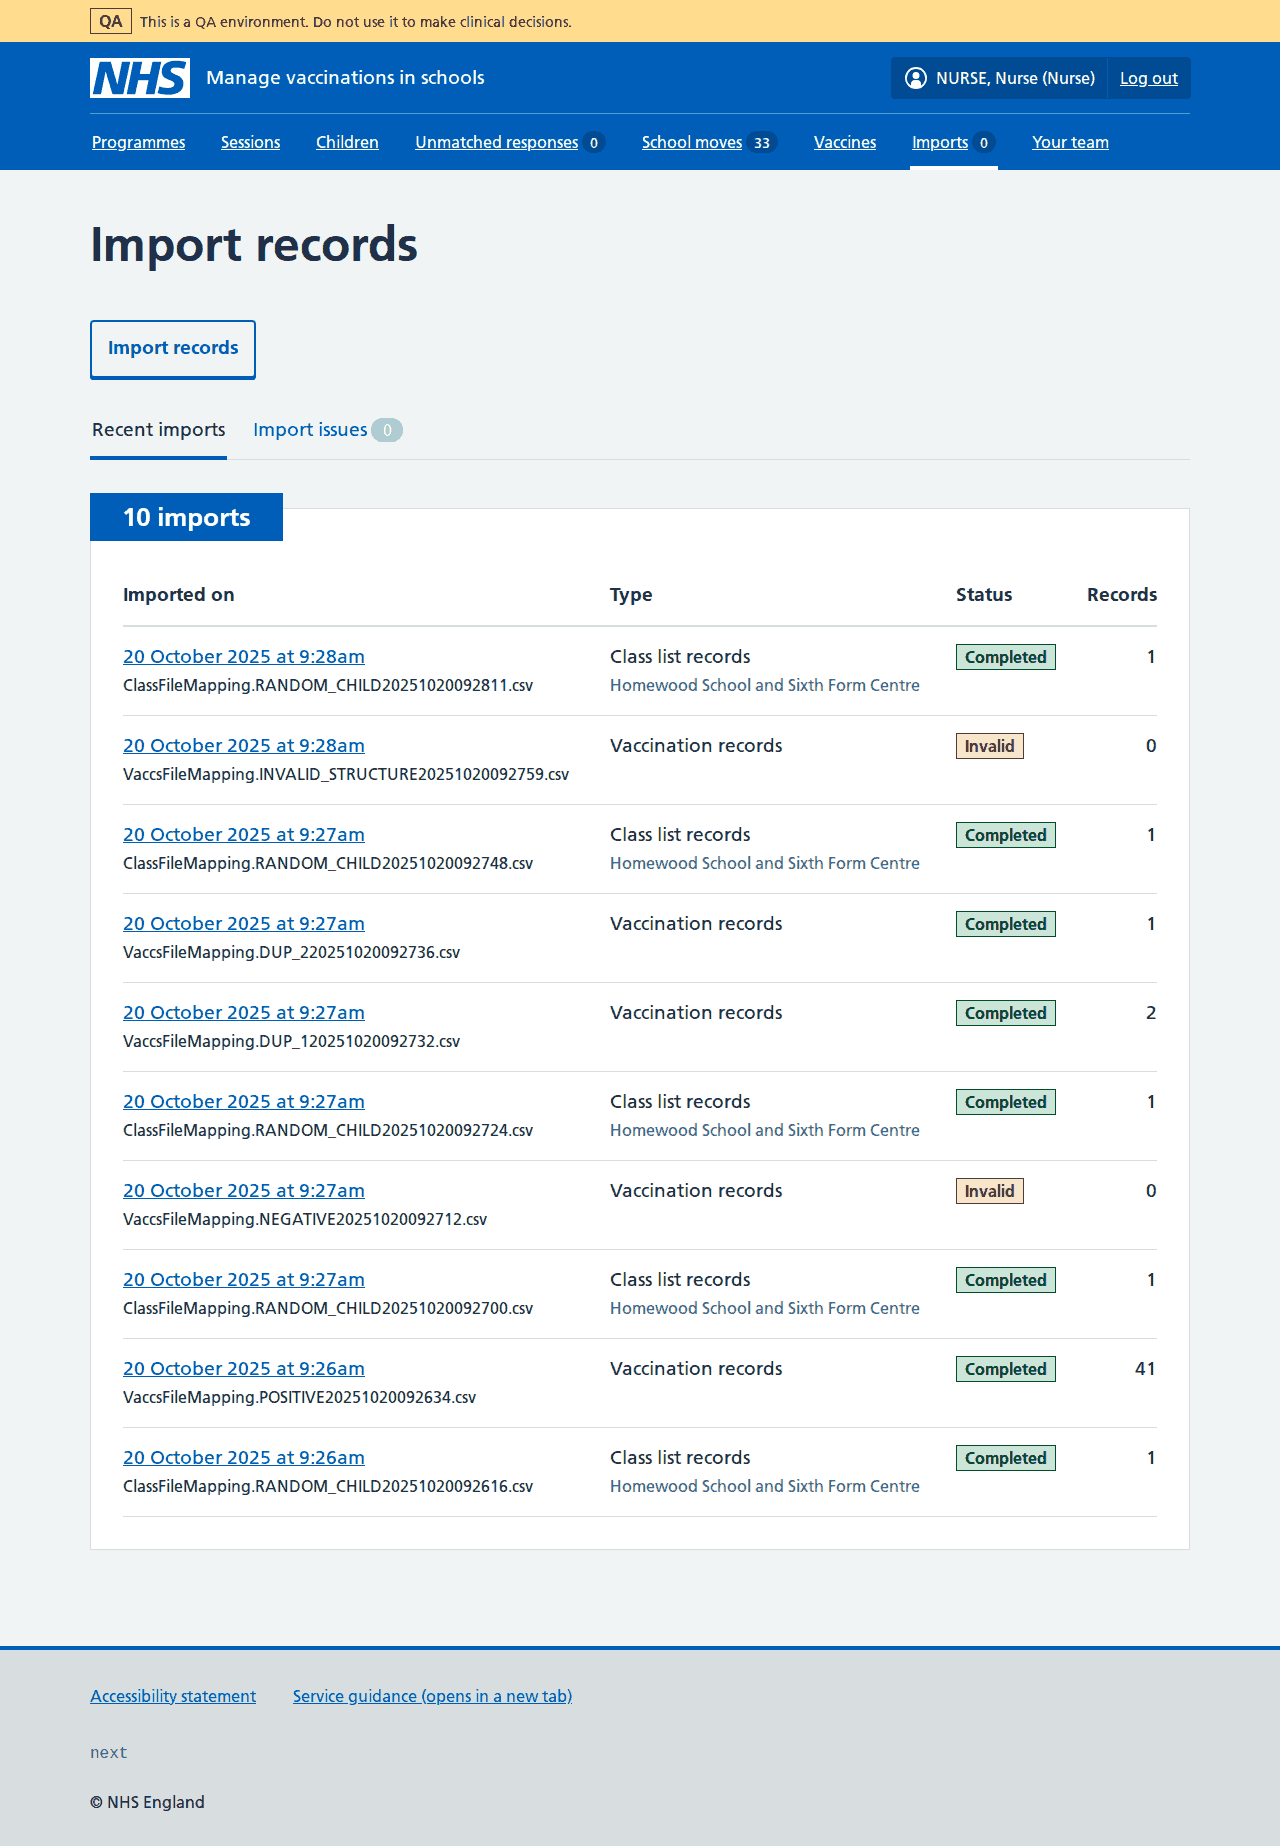 QA This is a QA environment. Do not use it to make clinical decisions.
NHS Manage vaccinations in schools NURSE, Nurse (Nurse) Log out
Programmes Sessions Children Unmatched responses 0 School moves 33 Vaccines Imports 0 Your team
Import records
Import records
Recent imports Import issues 0
10 imports
Imported on Type Status Records
20 October 2025 at 9:28am Class list records Completed 1
ClassFileMapping.RANDOM_CHILD20251020092811.csv Homewood School and Sixth Form Centre
20 October 2025 at 9:28am Vaccination records Invalid 0
VaccsFileMapping.INVALID_STRUCTURE20251020092759.csv
20 October 2025 at 9:27am Class list records Completed 1
ClassFileMapping.RANDOM_CHILD20251020092748.csv Homewood School and Sixth Form Centre
20 October 2025 at 9:27am Vaccination records Completed 1
VaccsFileMapping.DUP_220251020092736.csv
20 October 2025 at 9:27am Vaccination records Completed 2
VaccsFileMapping.DUP_120251020092732.csv
20 October 2025 at 9:27am Class list records Completed 1
ClassFileMapping.RANDOM_CHILD20251020092724.csv Homewood School and Sixth Form Centre
20 October 2025 at 9:27am Vaccination records Invalid 0
VaccsFileMapping.NEGATIVE20251020092712.csv
20 October 2025 at 9:27am Class list records Completed 1
ClassFileMapping.RANDOM_CHILD20251020092700.csv Homewood School and Sixth Form Centre
20 October 2025 at 9:26am Vaccination records Completed 41
VaccsFileMapping.POSITIVE20251020092634.csv
20 October 2025 at 9:26am Class list records Completed 1
ClassFileMapping.RANDOM_CHILD20251020092616.csv Homewood School and Sixth Form Centre
Accessibility statement Service guidance (opens in a new tab)
next
© NHS England